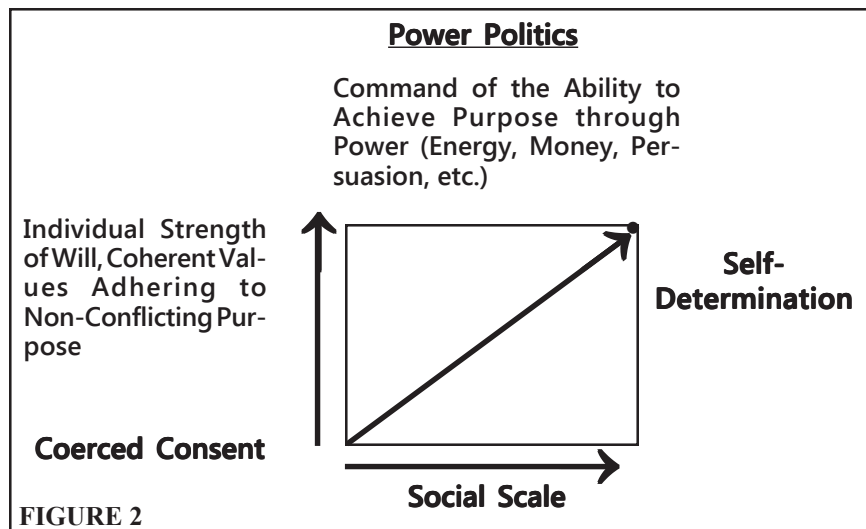 Power Politics
Command of the Ability to
Achieve Purpose through
Power (Energy, Money, Per-
suasion, etc.)
Individual Strength
of Will, Coherent Val-
ues Adhering to
Non-Conflicting Pur-
pose
Self-
Determination
Coerced Consent
Social Scale
FIGURE 2